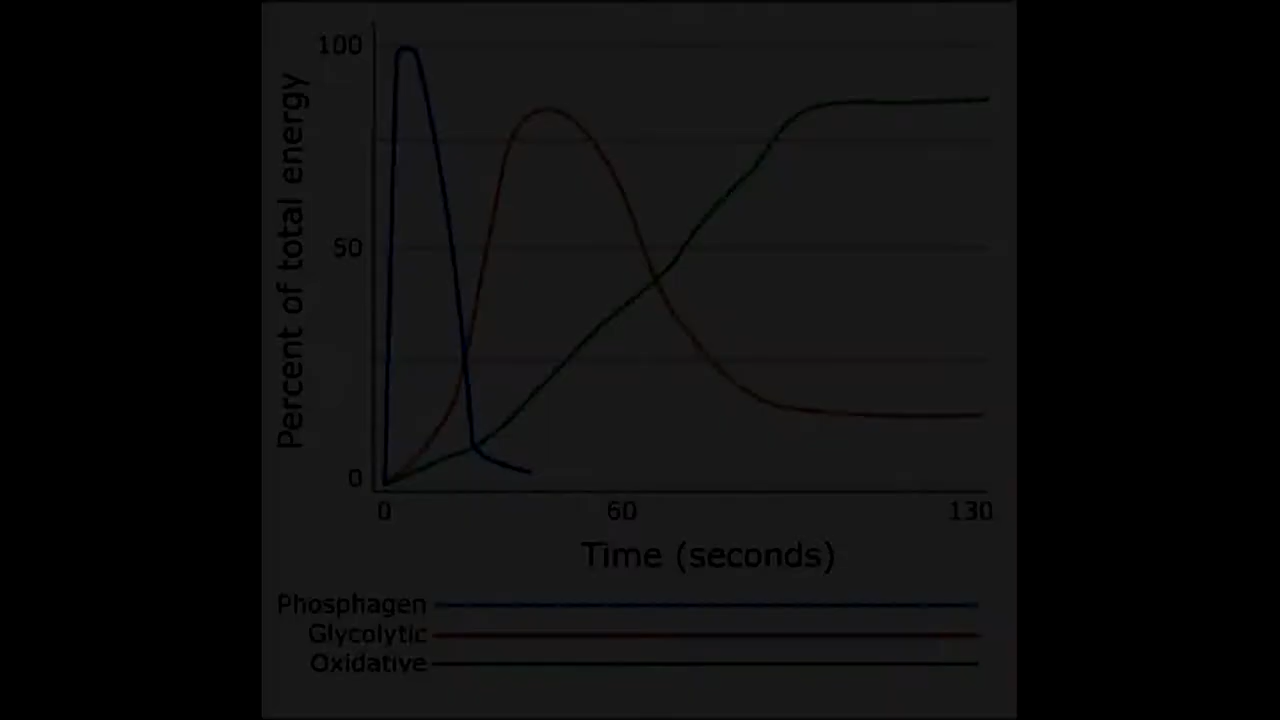 100
Percent of total energy
50
0
0 60 130
Time (seconds)
Phosphagen
Glycolytic
Oxidative